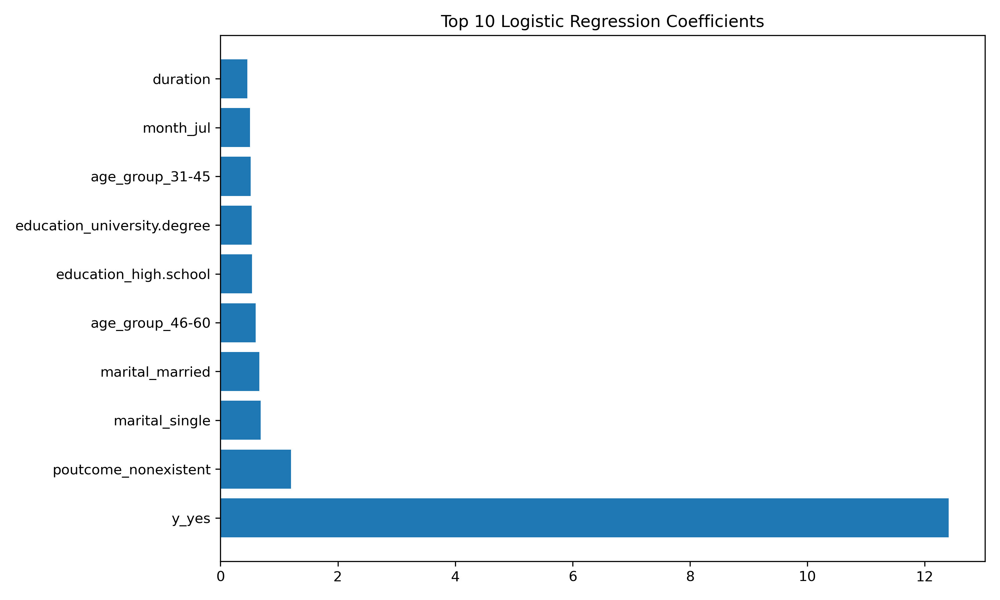 Top 10 Logistic Regression Coefficients
duration
month_jul
age_group_31-45
education_university.degree
education_high.school
age_group_46-60
marital_married
marital_single
poutcome_nonexistent
y_yes
0 2 4 6 8 10 12